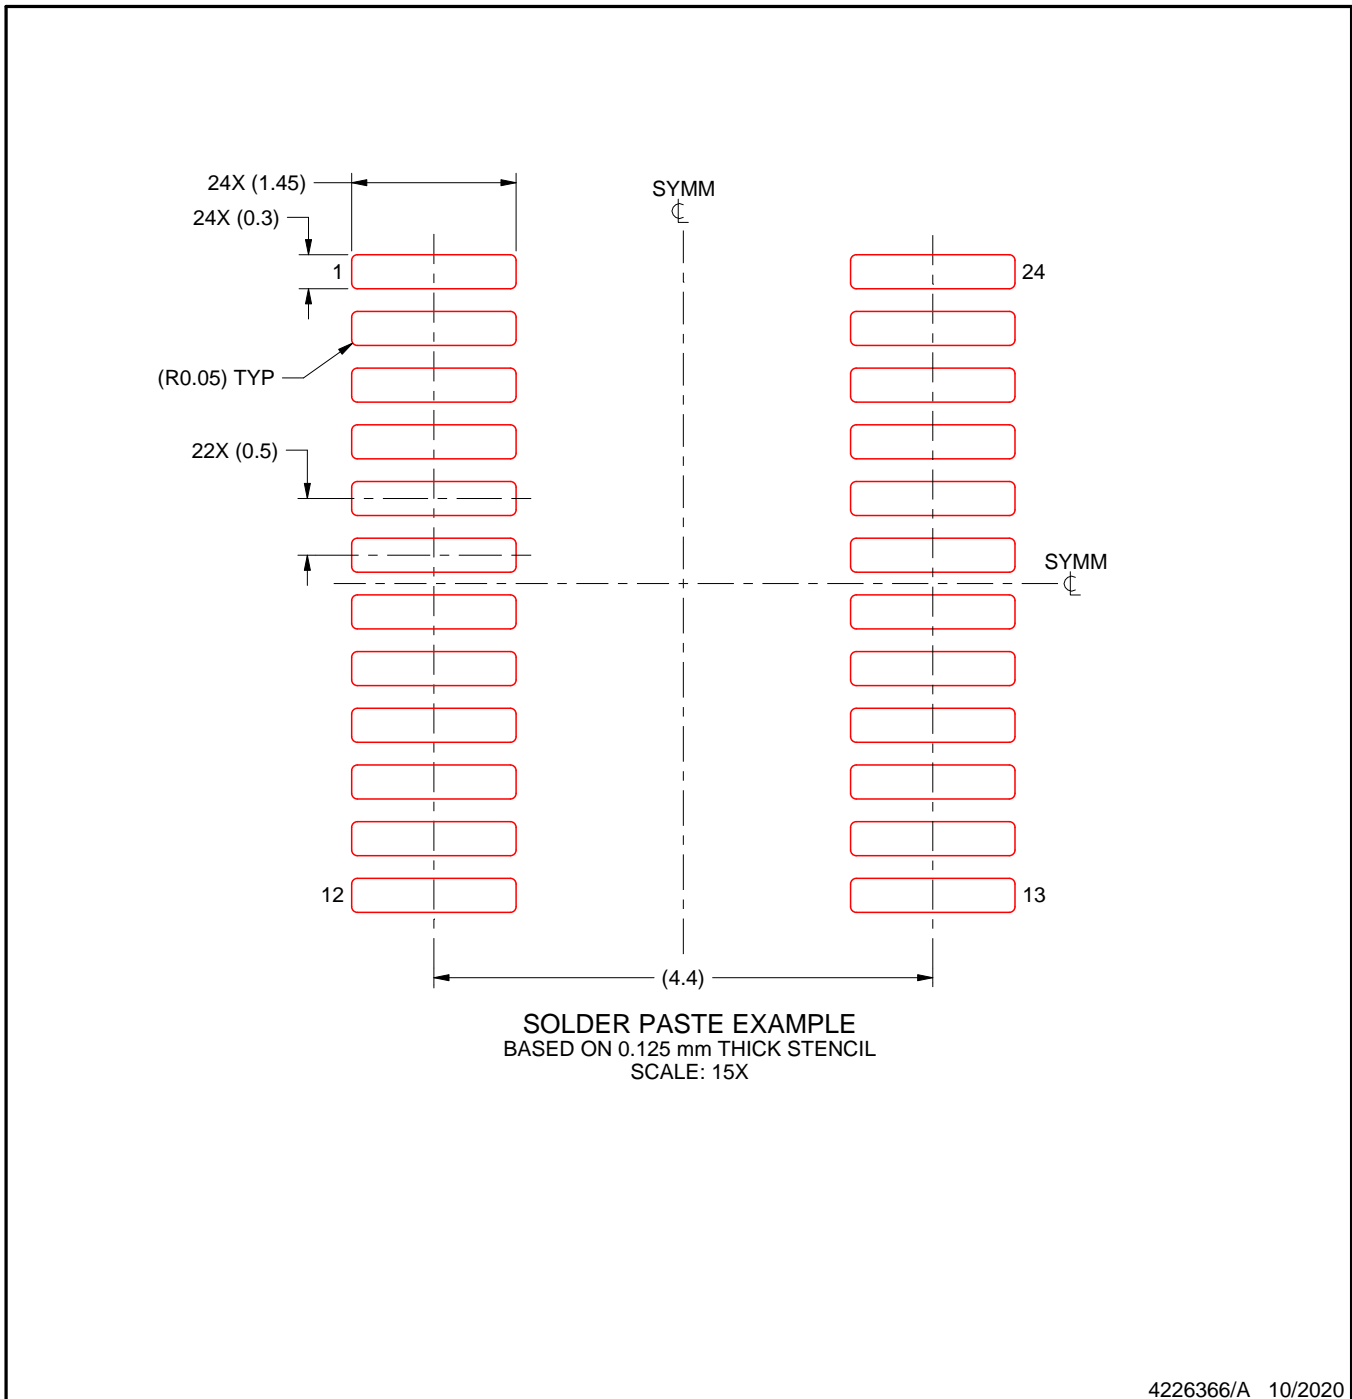 24X (1.45)
SYMM
24X (0.3)
1
24
(R0.05) TYP
22X (0.5)
SYMM
12
13
(4.4)
SOLDER PASTE EXAMPLE
BASED ON 0.125 mm THICK STENCIL
SCALE: 15X
4226366/A 10/2020